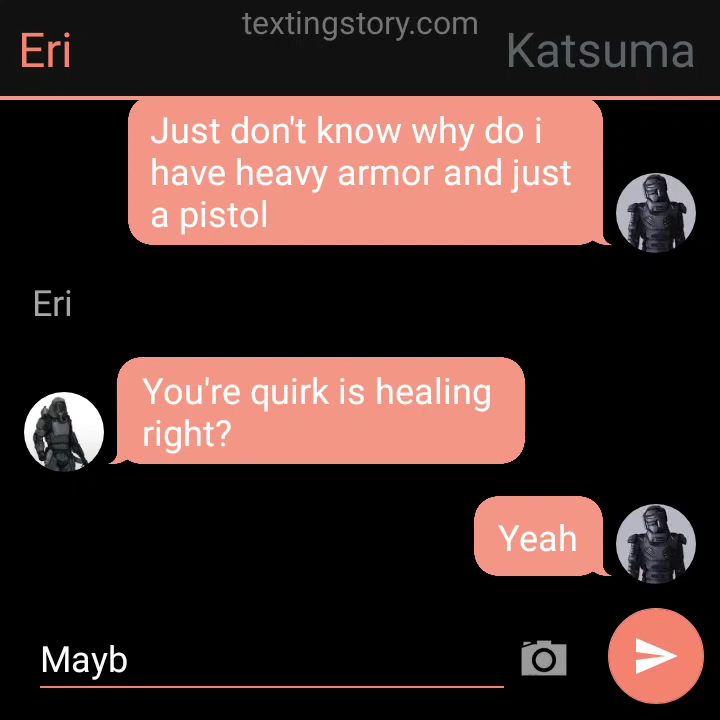 textingstory.com
Eri
Katsuma
Just don't know why do i
have heavy armor and just
a pistol
Eri
You're quirk is healing
right?
Yeah
Mayb